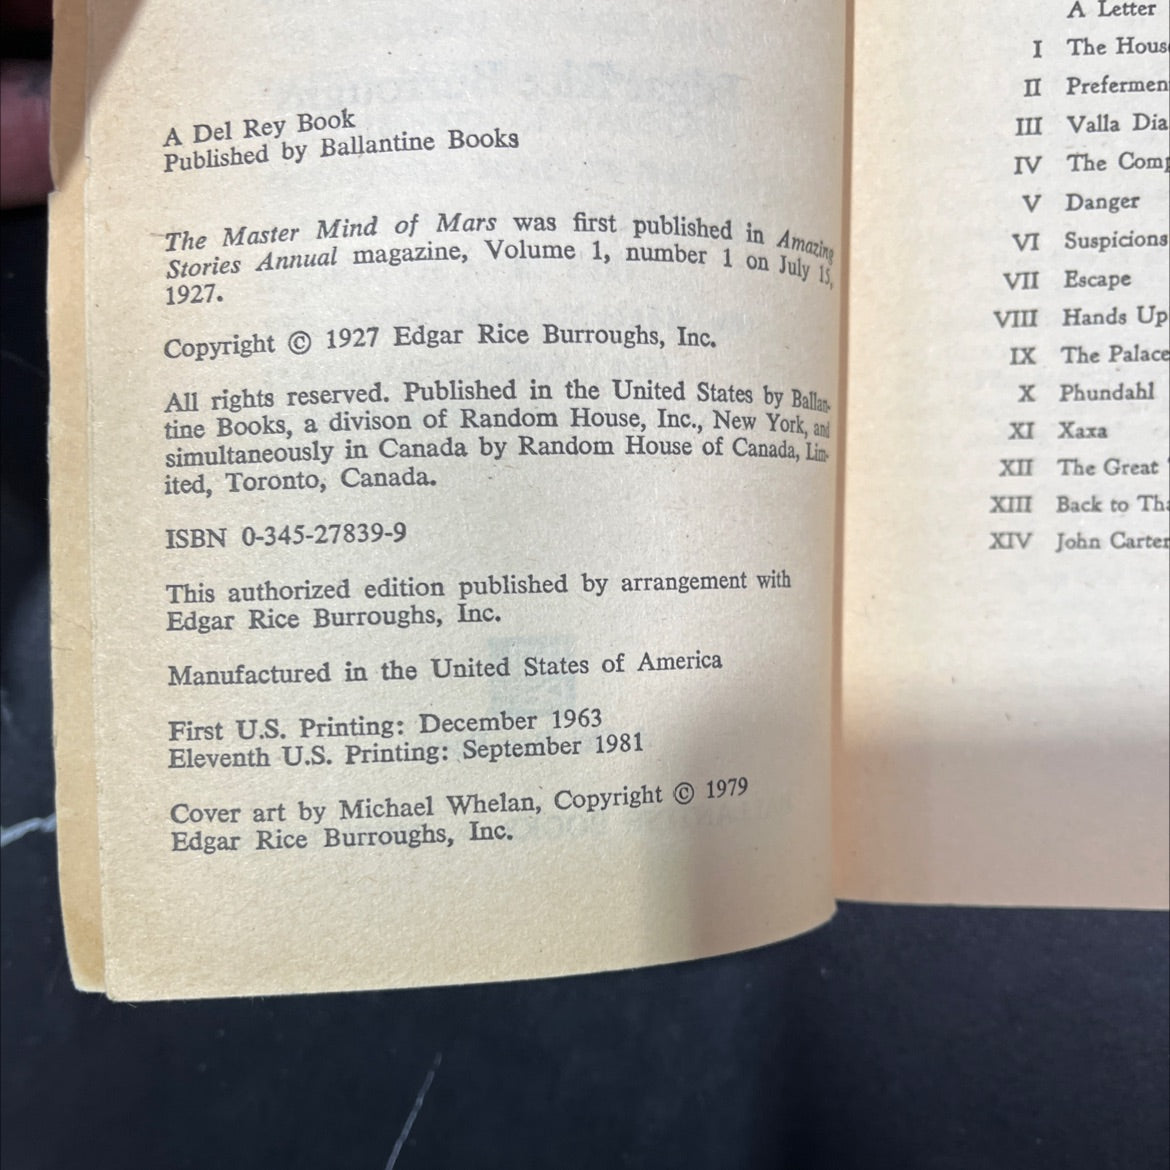 A Del Rey Book
Published by Ballantine Books
The Master Mind of Mars was first published in Amazing
Stories Annual magazine, Volume 1, number 1 on July 15,
1927.
Copyright © 1927 Edgar Rice Burroughs, Inc.
All rights reserved. Published in the United States by Ballan-
tine Books, a divison of Random House, Inc., New York, and
simultaneously in Canada by Random House of Canada, Lim-
ited, Toronto, Canada.
ISBN 0-345-27839-9
This authorized edition published by arrangement with
Edgar Rice Burroughs, Inc.
Manufactured in the United States of America
First U.S. Printing: December 1963
Eleventh U.S. Printing: September 1981
Cover art by Michael Whelan, Copyright © 1979
Edgar Rice Burroughs, Inc.
A Letter
I The Hous
II Prefermen
III Valla Dia
IV The Comp
V Danger
VI Suspicions
VII Escape
VIII Hands Up
IX The Palace
X Phundahl
XI Xaxa
XII The Great
XIII Back to Tha
XIV John Carter